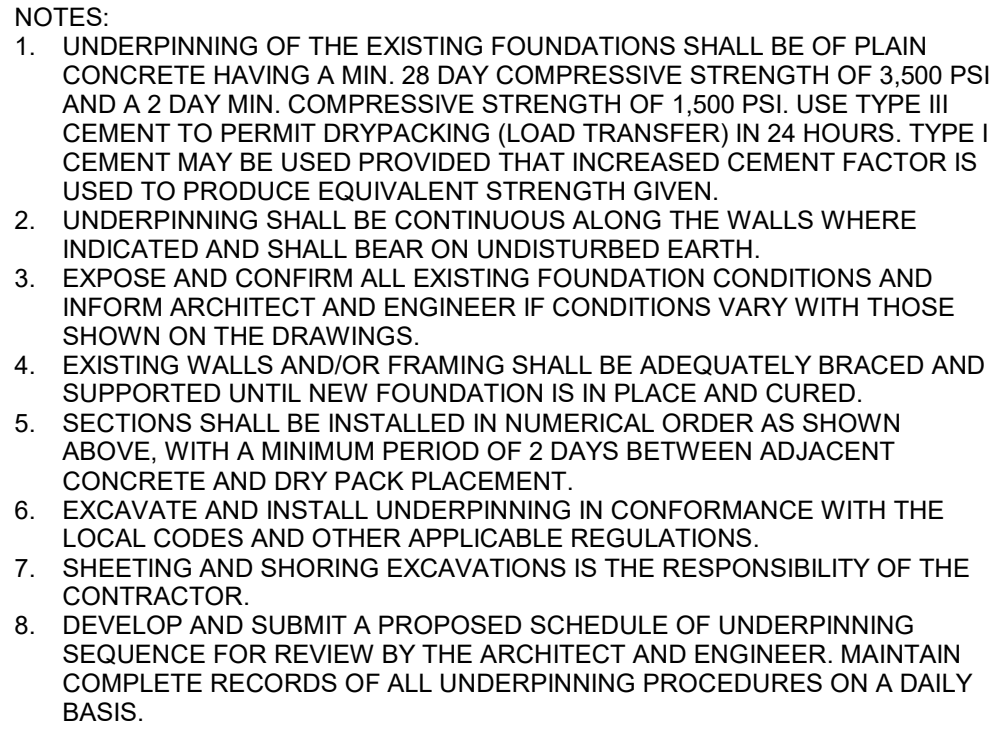 NOTES:
1. UNDERPINNING OF THE EXISTING FOUNDATIONS SHALL BE OF PLAIN
CONCRETE HAVING A MIN. 28 DAY COMPRESSIVE STRENGTH OF 3,500 PSI
AND A 2 DAY MIN. COMPRESSIVE STRENGTH OF 1,500 PSI. USE TYPE III
CEMENT TO PERMIT DRYPACKING (LOAD TRANSFER) IN 24 HOURS. TYPE I
CEMENT MAY BE USED PROVIDED THAT INCREASED CEMENT FACTOR IS
USED TO PRODUCE EQUIVALENT STRENGTH GIVEN.
2. UNDERPINNING SHALL BE CONTINUOUS ALONG THE WALLS WHERE
INDICATED AND SHALL BEAR ON UNDISTURBED EARTH.
3. EXPOSE AND CONFIRM ALL EXISTING FOUNDATION CONDITIONS AND
INFORM ARCHITECT AND ENGINEER IF CONDITIONS VARY WITH THOSE
SHOWN ON THE DRAWINGS.
4. EXISTING WALLS AND/OR FRAMING SHALL BE ADEQUATELY BRACED AND
SUPPORTED UNTIL NEW FOUNDATION IS IN PLACE AND CURED.
5. SECTIONS SHALL BE INSTALLED IN NUMERICAL ORDER AS SHOWN
ABOVE, WITH A MINIMUM PERIOD OF 2 DAYS BETWEEN ADJACENT
CONCRETE AND DRY PACK PLACEMENT.
6. EXCAVATE AND INSTALL UNDERPINNING IN CONFORMANCE WITH THE
LOCAL CODES AND OTHER APPLICABLE REGULATIONS.
7. SHEETING AND SHORING EXCAVATIONS IS THE RESPONSIBILITY OF THE
CONTRACTOR.
8. DEVELOP AND SUBMIT A PROPOSED SCHEDULE OF UNDERPINNING
SEQUENCE FOR REVIEW BY THE ARCHITECT AND ENGINEER. MAINTAIN
COMPLETE RECORDS OF ALL UNDERPINNING PROCEDURES ON A DAILY
BASIS.